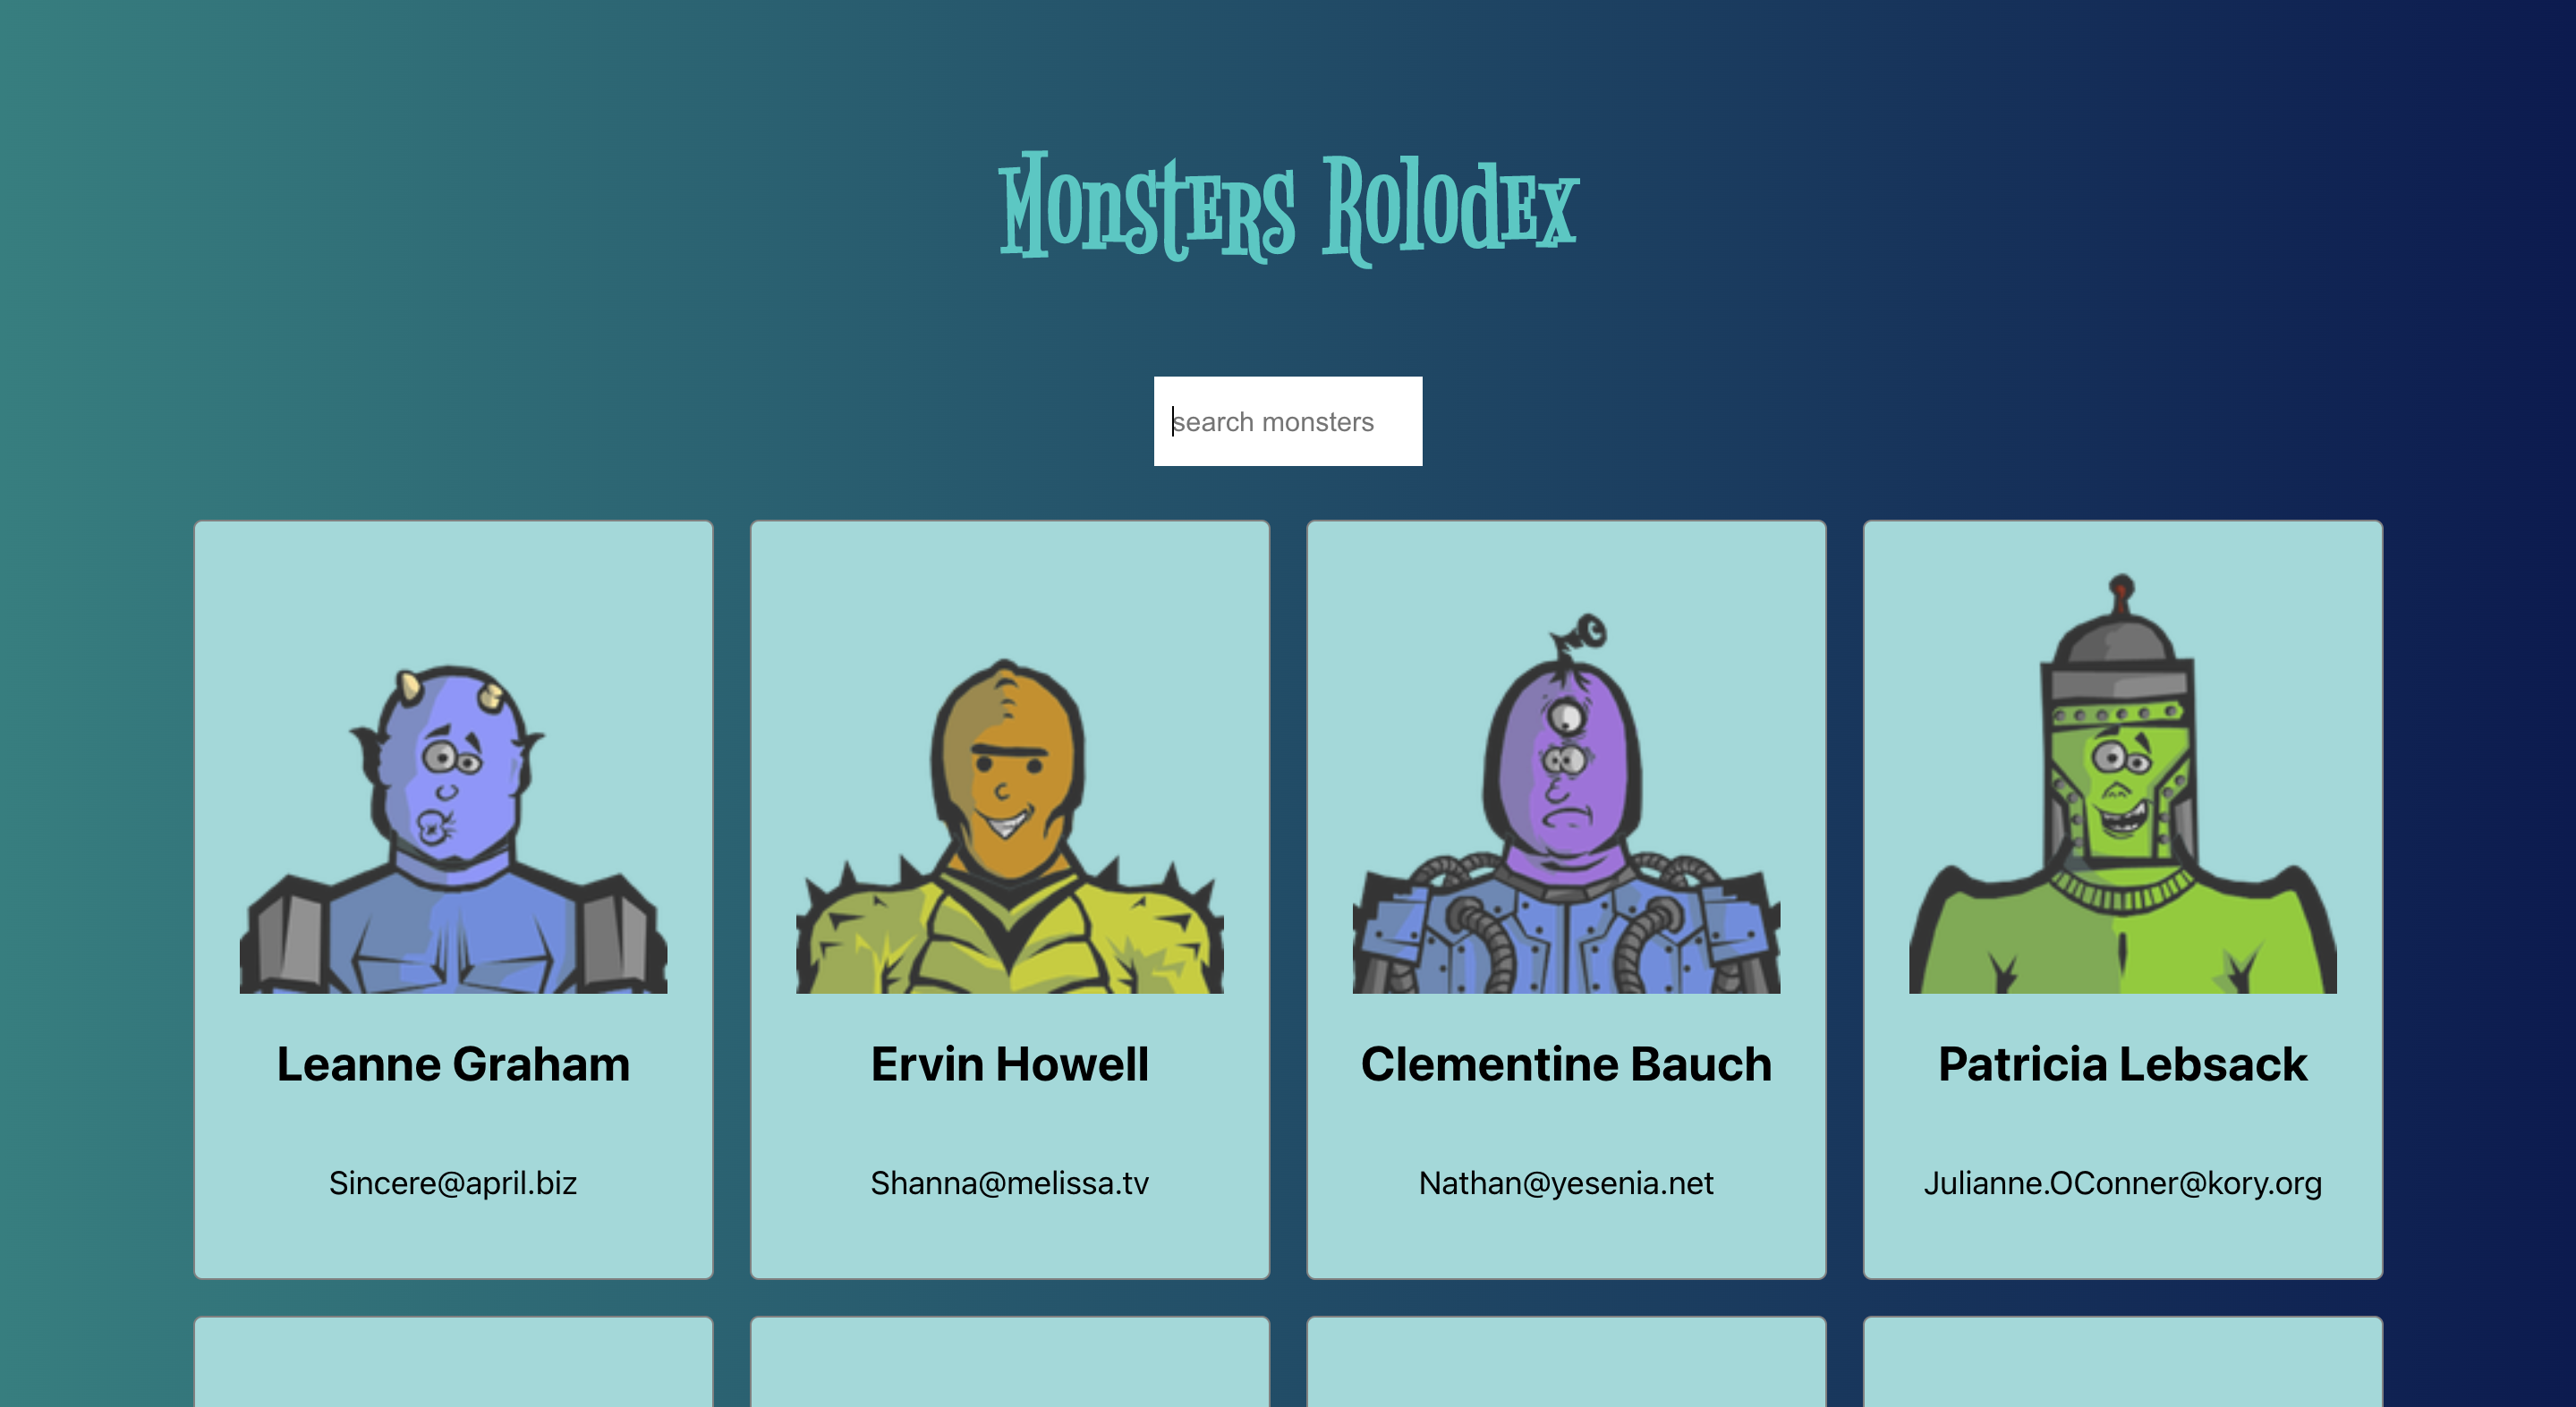 Monsters Rolodex
search monsters
Leanne Graham
Sincere@april.biz
Ervin Howell
Shanna@melissa.tv
Clementine Bauch
Nathan@yesenia.net
Patricia Lebsack
Julianne.OConner@kory.org